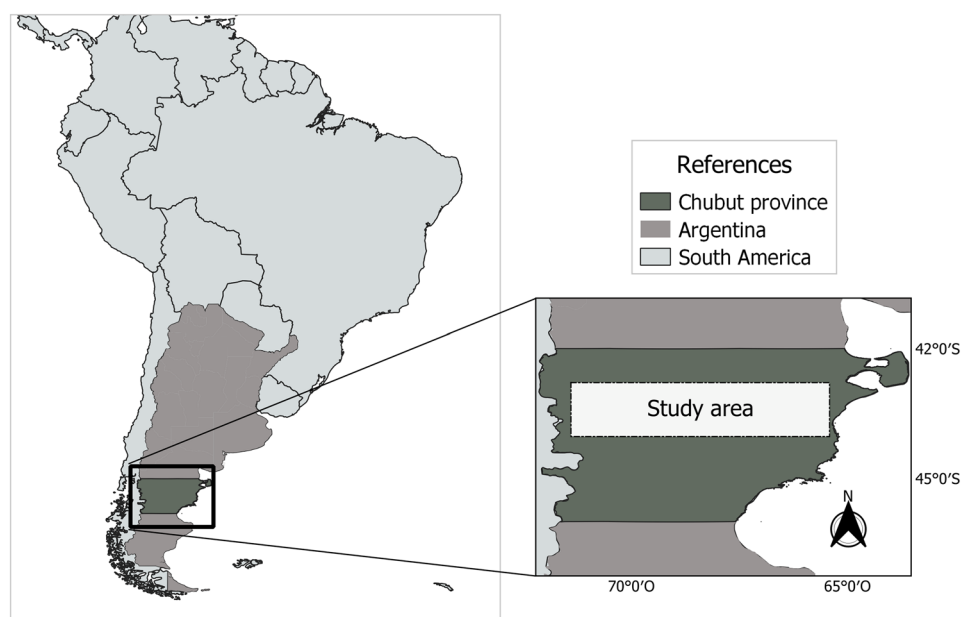 References
Chubut province
Argentina
South America
42°0'S
Study area
45°0'S
N
70°0'O
65°0'O